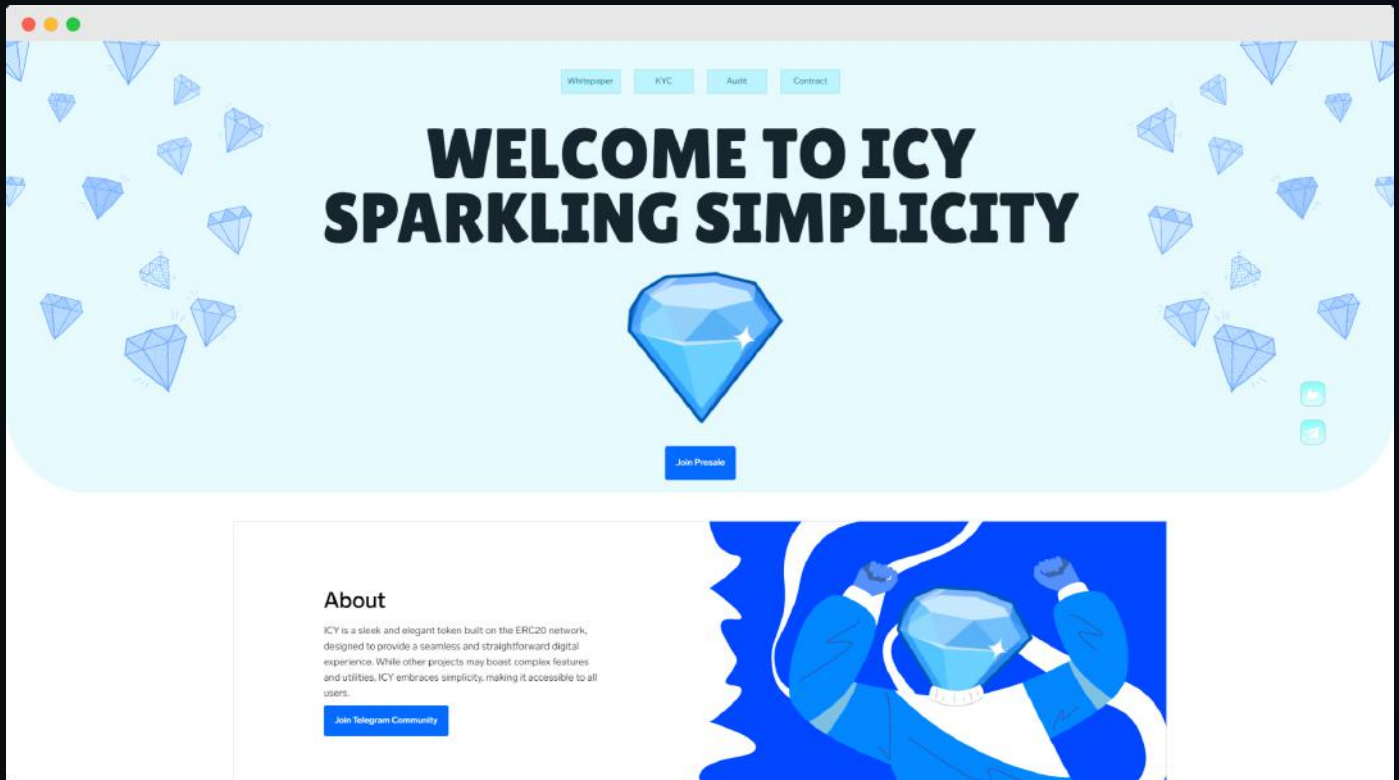 Whitepaper
KYC
Audit
Contract
WELCOME TO ICY
SPARKLING SIMPLICITY
Join Presale
About
ICY is a sleek and elegant token built on the ERC20 network,
designed to provide a seamless and straightforward digital
experience. While other projects may boast complex features
and utilities, ICY embraces simplicity, making it accessible to all
users.
Join Telegram Community